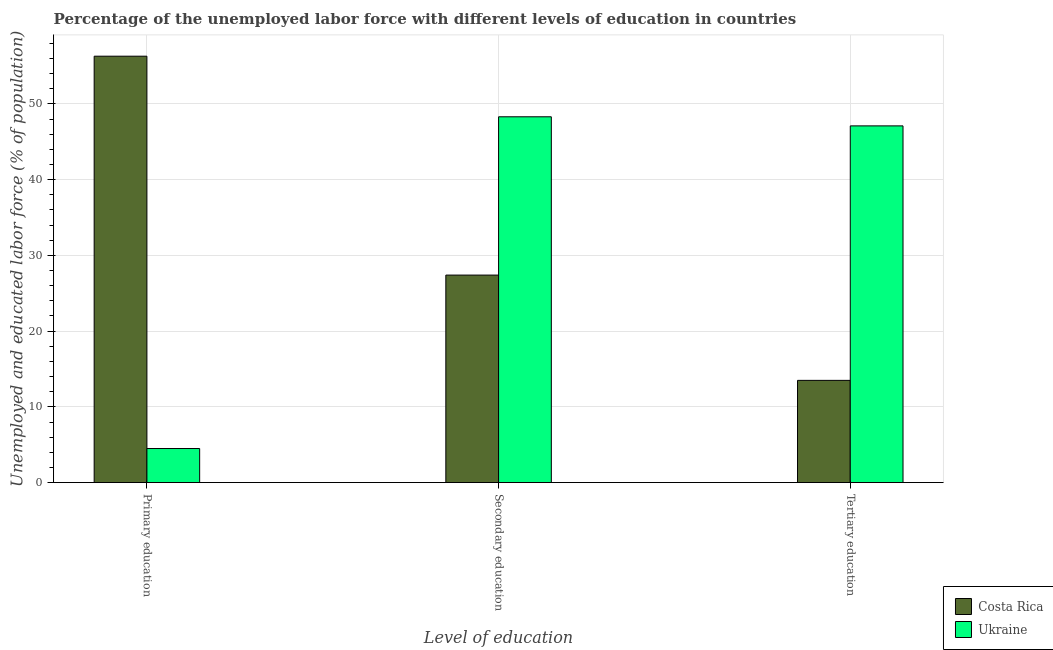 Percentage of the unemployed labor force with different levels of education in countries
Unemployed and educated labor force (% of population)
50
40
30
20
10
0
Primary education
Secondary education
Tertiary education
Level of education
Costa Rica
Ukraine